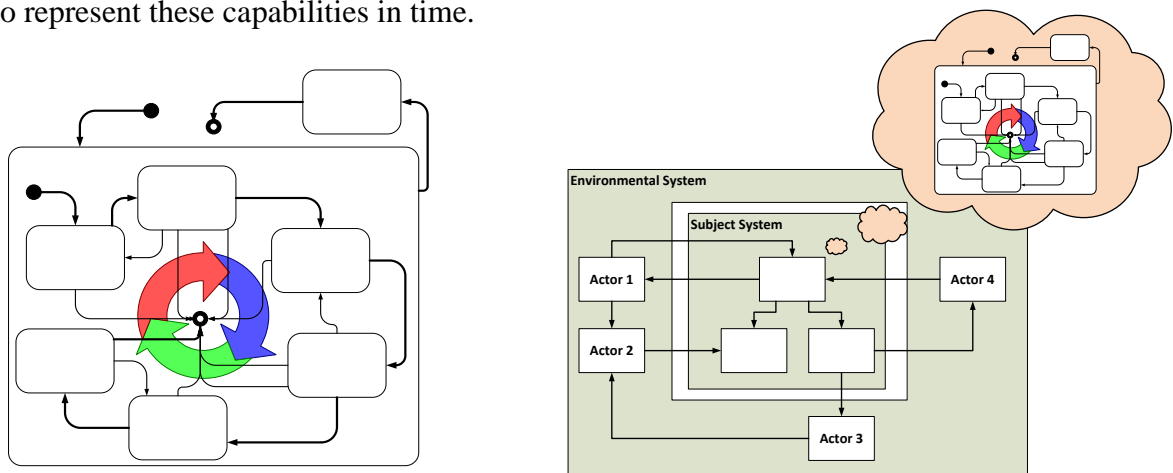 o represent these capabilities in time.
Environmental System
Subject System
Actor 1
Actor 4
Actor 2
Actor 3